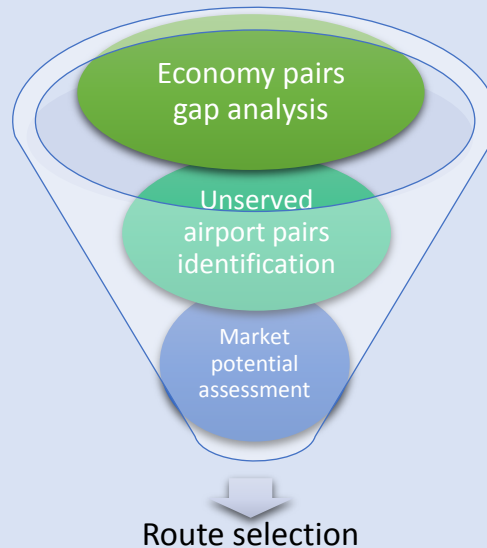 Economy pairs
gap analysis
Unserved
airport pairs
identification
Market
potential
assessment
Route selection